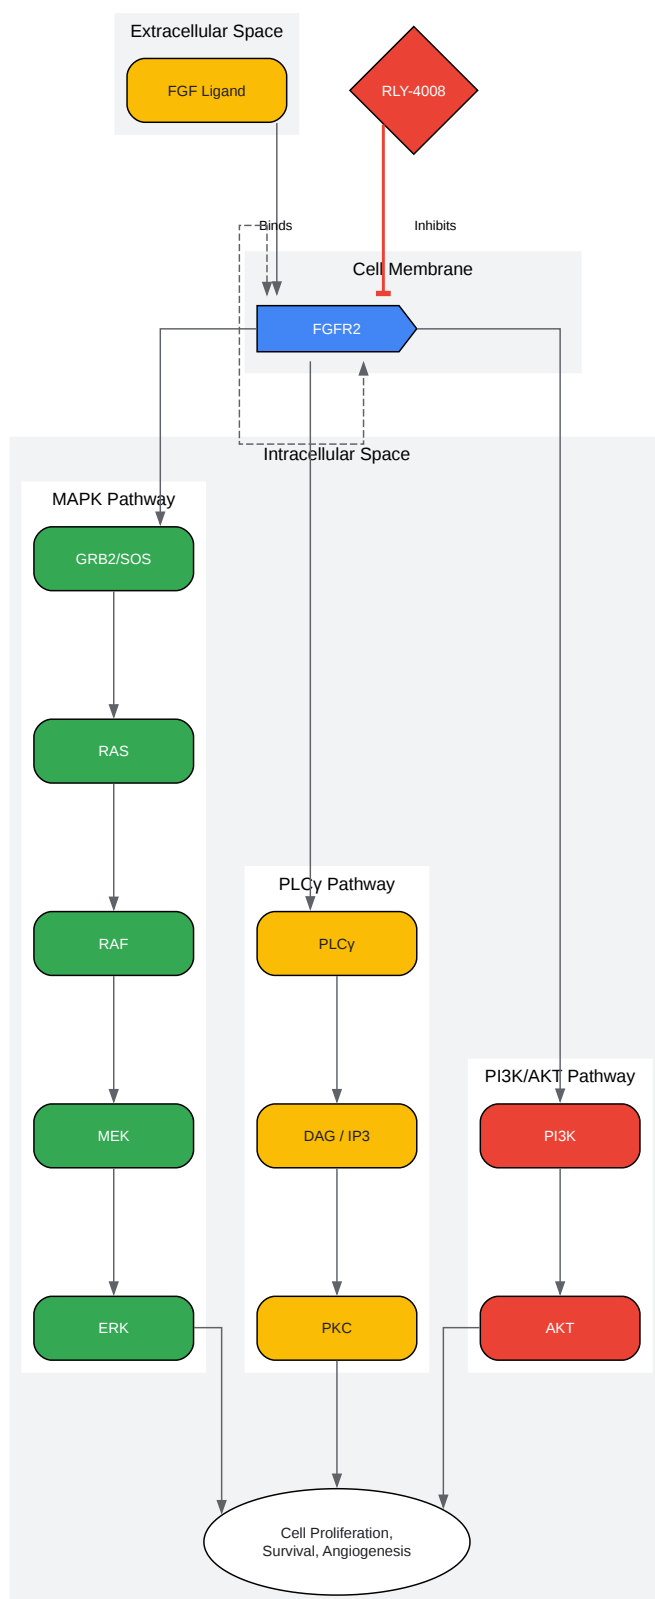 Extracellular Space
FGF Ligand
RLY-4008
Binds
Inhibits
Cell Membrane
FGFR2
Intracellular Space
MAPK Pathway
GRB2/SOS
RAS
RAF
MEK
ERK
PLCγ Pathway
PLCγ
DAG / IP3
PKC
PI3K/AKT Pathway
PI3K
AKT
Cell Proliferation,
Survival, Angiogenesis